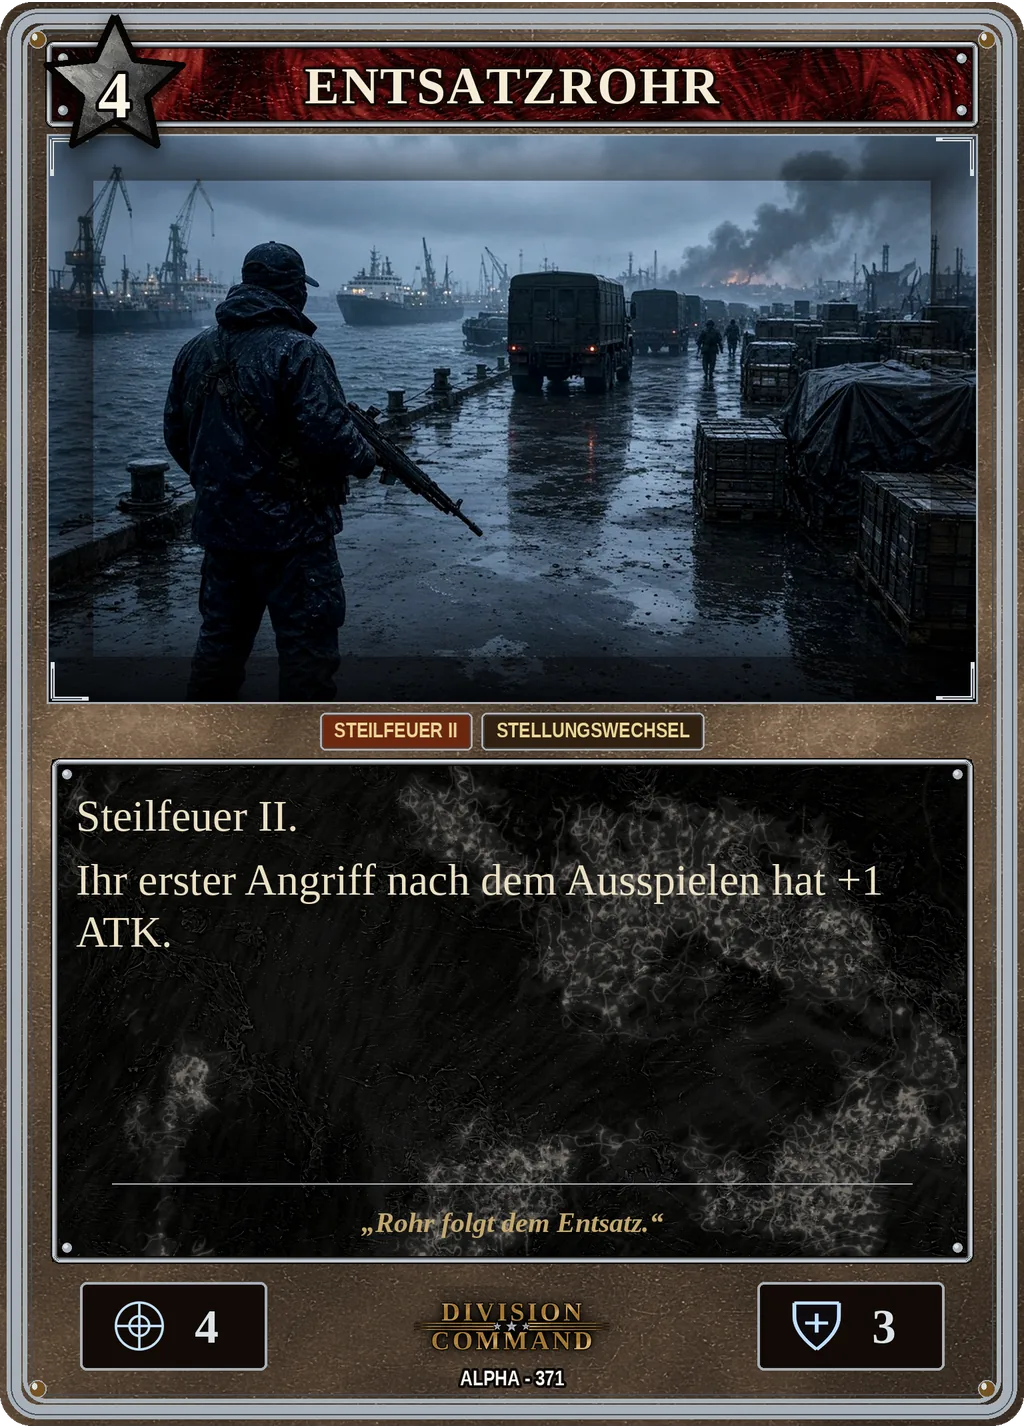 4
ENTSATZROHR
STEILFEUER II
STELLUNGSWECHSEL
Steilfeuer II.
Ihr erster Angriff nach dem Ausspielen hat +1
ATK.
„Rohr folgt dem Entsatz.“
4
DIVISION
COMMAND
3
ALPHA - 371